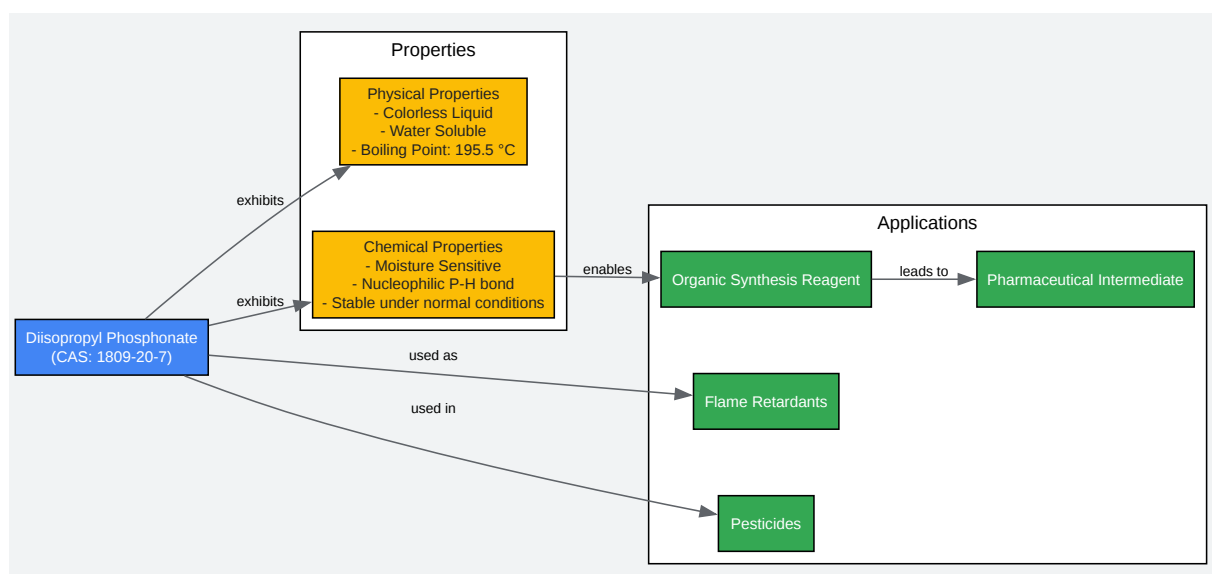 Properties
Physical Properties
- Colorless Liquid
- Water Soluble
- Boiling Point: 195.5 °C
exhibits
Chemical Properties
- Moisture Sensitive
- Nucleophilic P-H bond
- Stable under normal conditions
exhibits
Diisopropyl Phosphonate
(CAS: 1809-20-7)
enables
used as
used in
Applications
Organic Synthesis Reagent
leads to
Pharmaceutical Intermediate
Flame Retardants
Pesticides